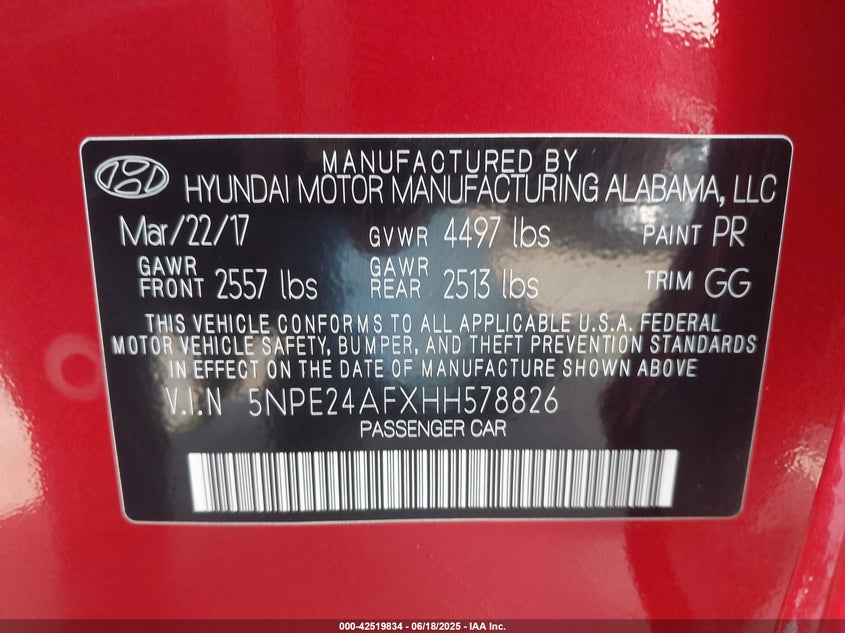 MANUFACTURED BY
HYUNDAI MOTOR MANUFACTURING ALABAMA, LLC
Mar/22/17 GVWR 4497 lbs PAINT PR
GAWR FRONT 2557 lbs GAWR REAR 2513 lbs TRIM GG
THIS VEHICLE CONFORMS TO ALL APPLICABLE U.S.A. FEDERAL
MOTOR VEHICLE SAFETY, BUMPER, AND THEFT PREVENTION STANDARDS
IN EFFECT ON THE DATE OF MANUFACTURE SHOWN ABOVE
V.I.N 5NPE24AFXHH578826
PASSENGER CAR
000-42519834 - 06/18/2025 - IAA Inc.